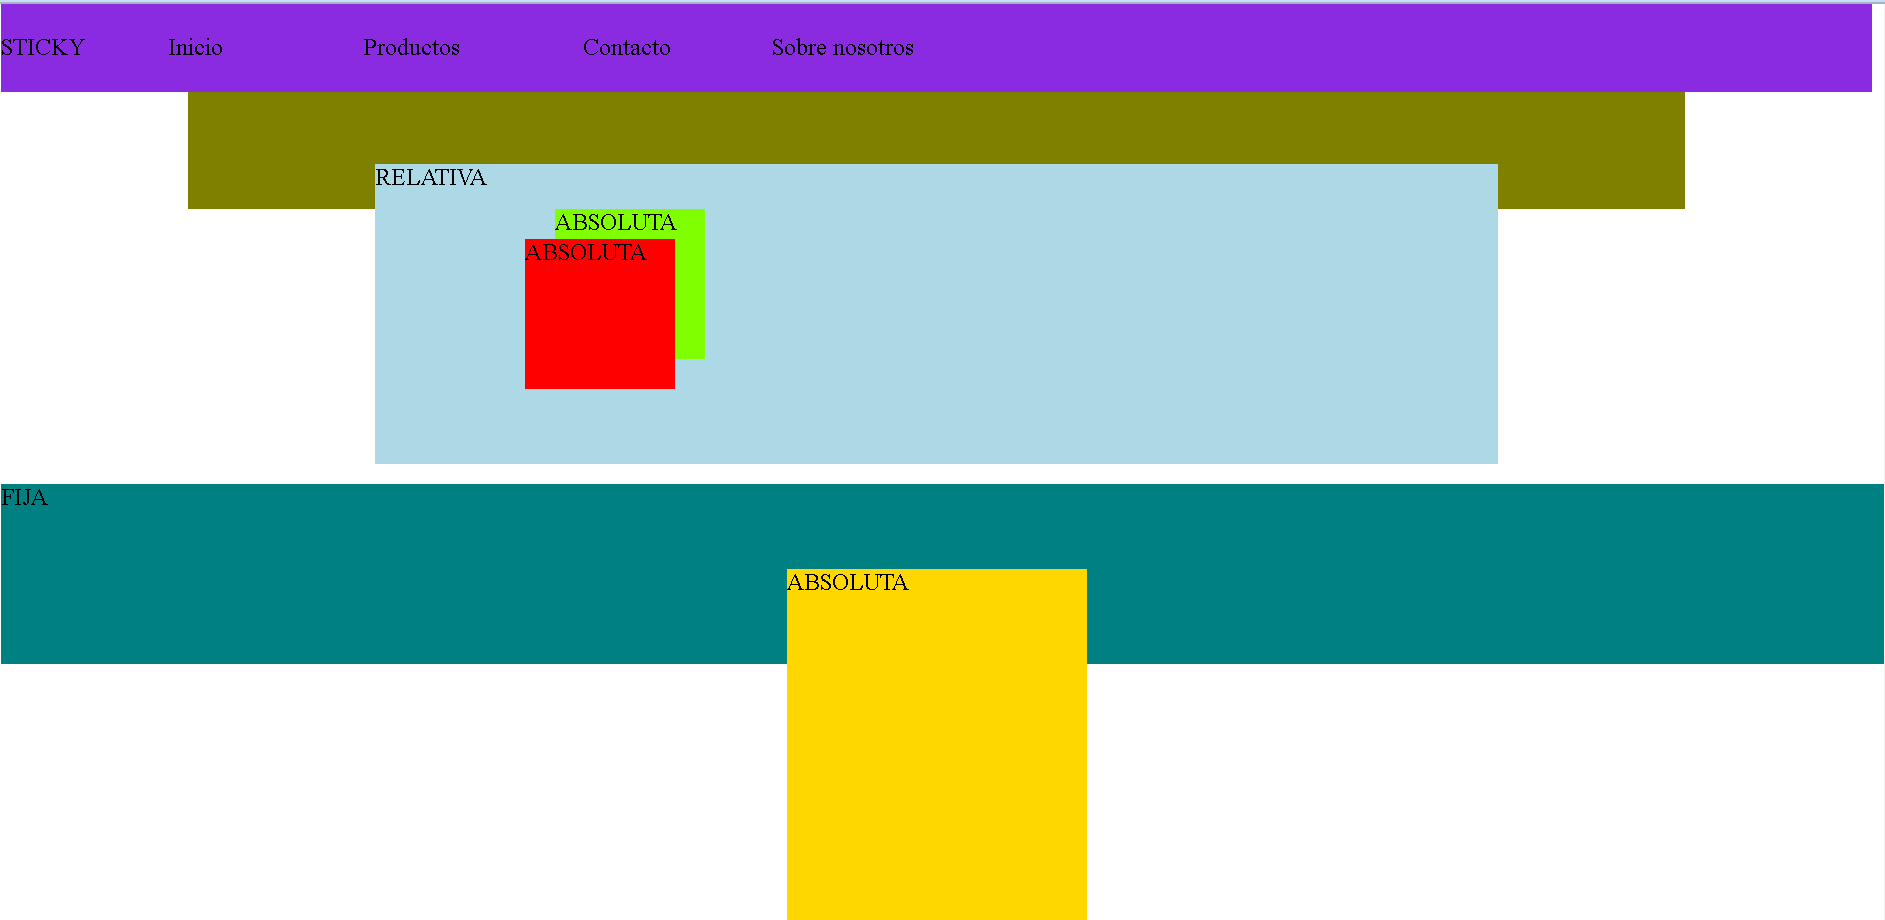 STICKY Inicio Productos Contacto Sobre nosotros
RELATIVA
ABSOLUTA
ABSOLUTA
FIJA
ABSOLUTA